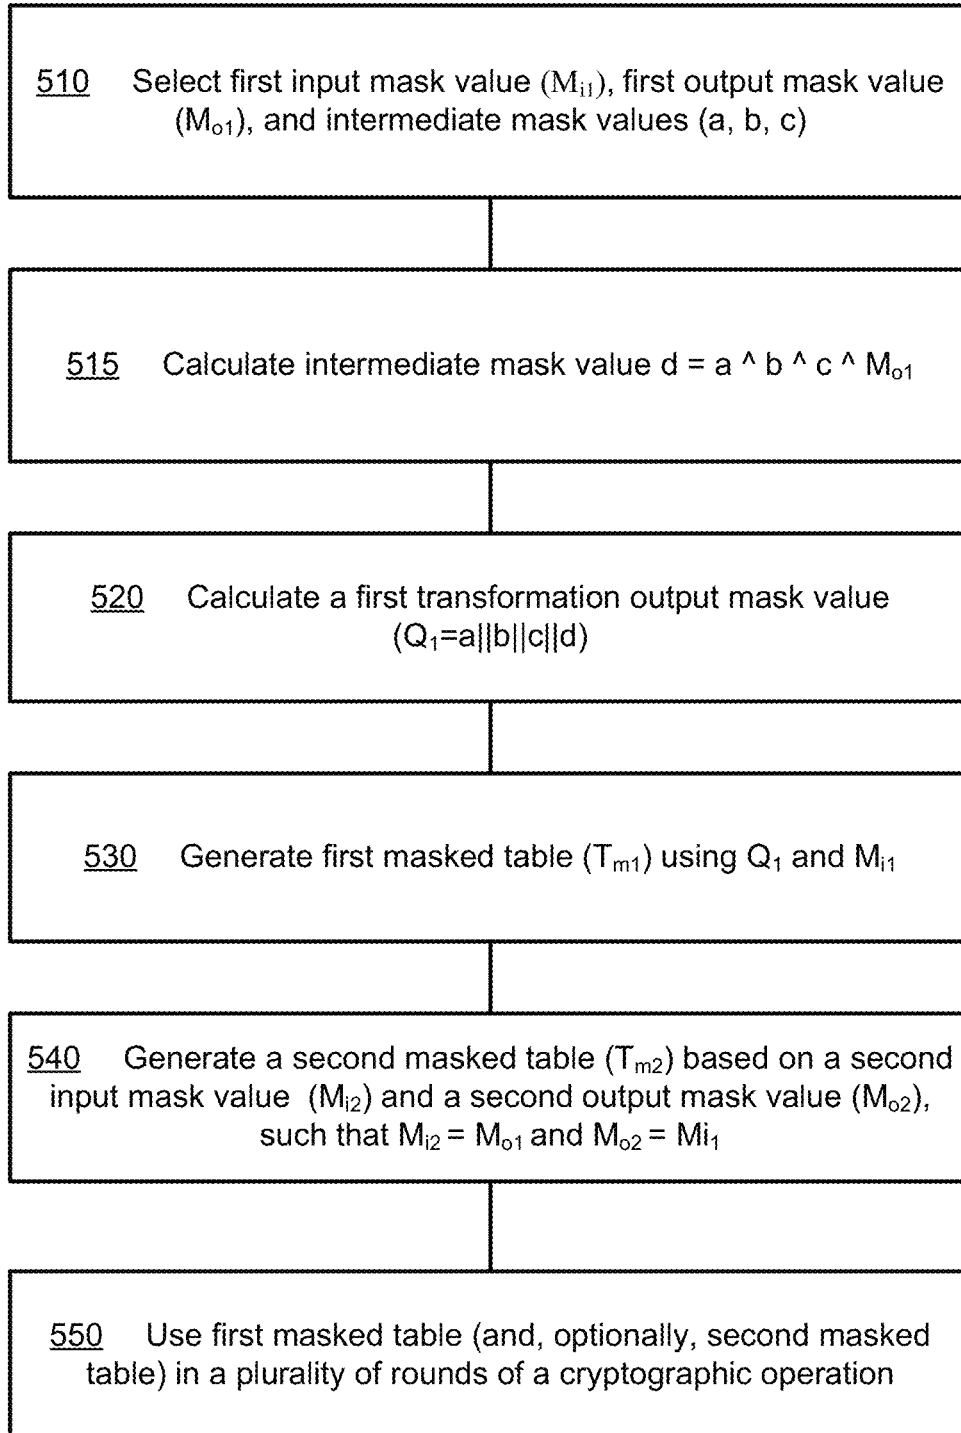 510 Select first input mask value (Mi1), first output mask value
(Mo1), and intermediate mask values (a, b, c)
515 Calculate intermediate mask value d = a ^ b ^ c ^ Mo1
520 Calculate a first transformation output mask value
(Q1=a||b||c||d)
530 Generate first masked table (Tm1) using Q1 and Mi1
540 Generate a second masked table (Tm2) based on a second
input mask value (Mi2) and a second output mask value (Mo2),
such that Mi2 = Mo1 and Mo2 = Mi1
550 Use first masked table (and, optionally, second masked
table) in a plurality of rounds of a cryptographic operation